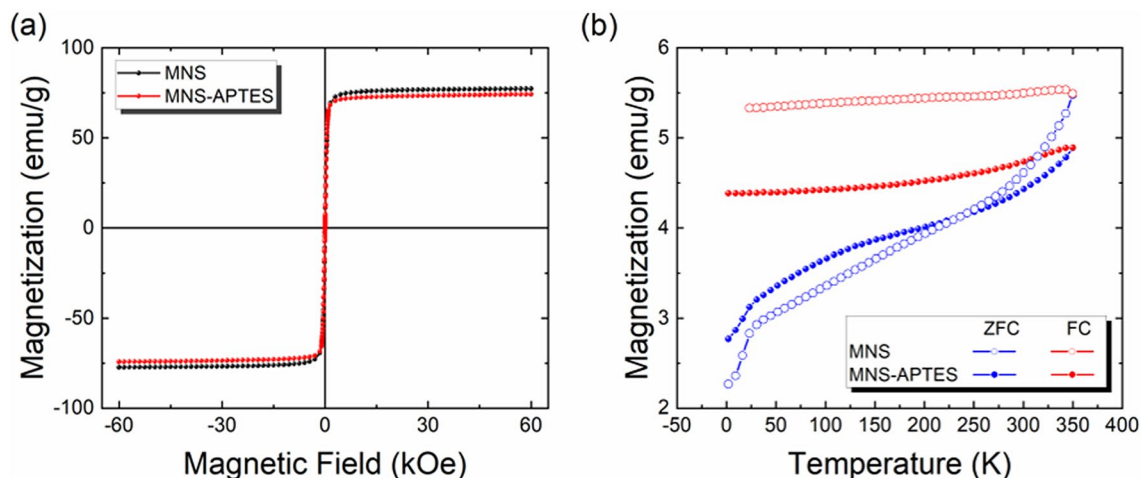 (a)
100
75
50
0
-50
-100
Magnetization (emu/g)
MNS
MNS-APTES
-60
-30
0
30
60
Magnetic Field (kOe)
(b)
6
5
4
3
2
Magnetization (emu/g)
ZFC FC
MNS
MNS-APTES
-50 0 50 100 150 200 250 300 350 400
Temperature (K)